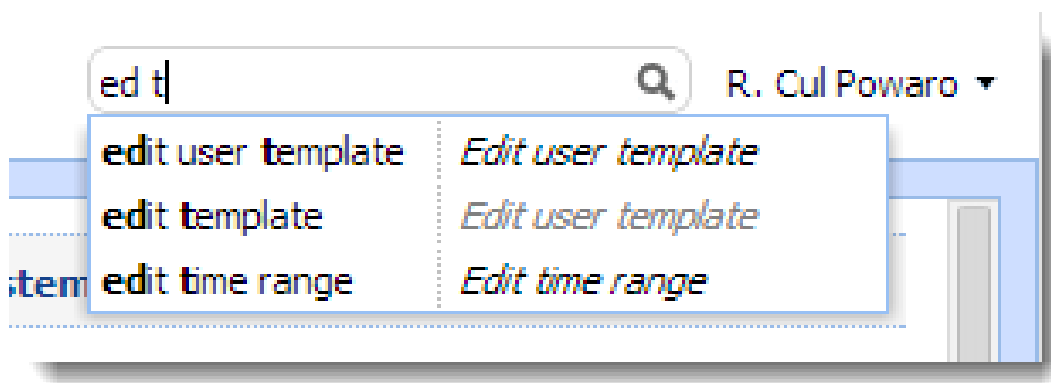 ed t R. Cul Powaro
edit user template Edit user template
edit template Edit user template
stem edit time range Edit time range